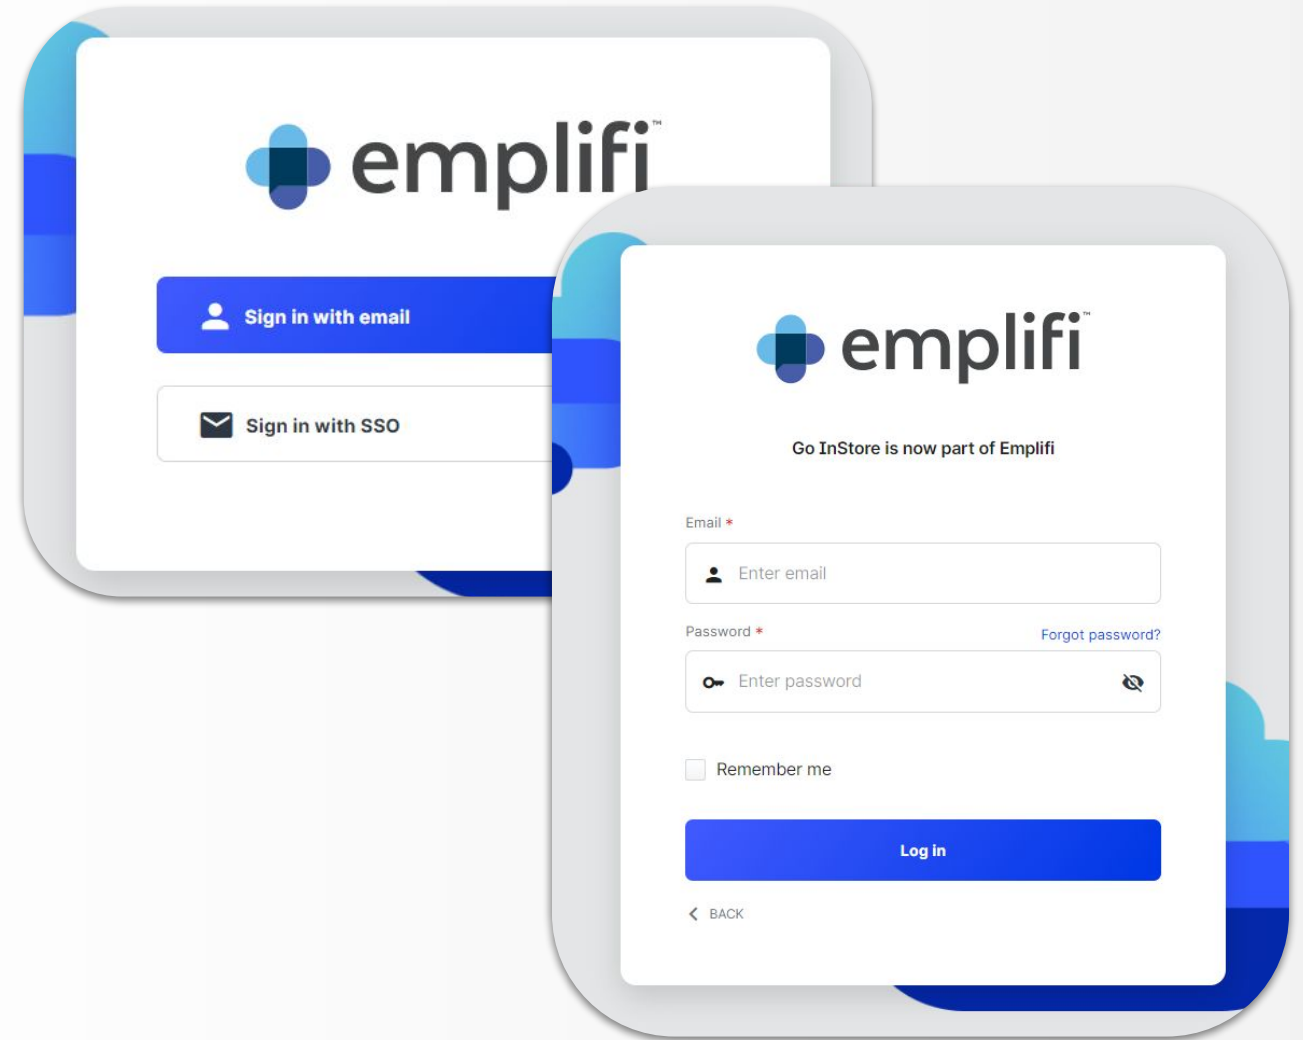 emplifi™
Sign in with email
Sign in with SSO
emplifi™
Go InStore is now part of Emplifi
Email *
Enter email
Password *
Forgot password?
Enter password
Remember me
Log in
BACK